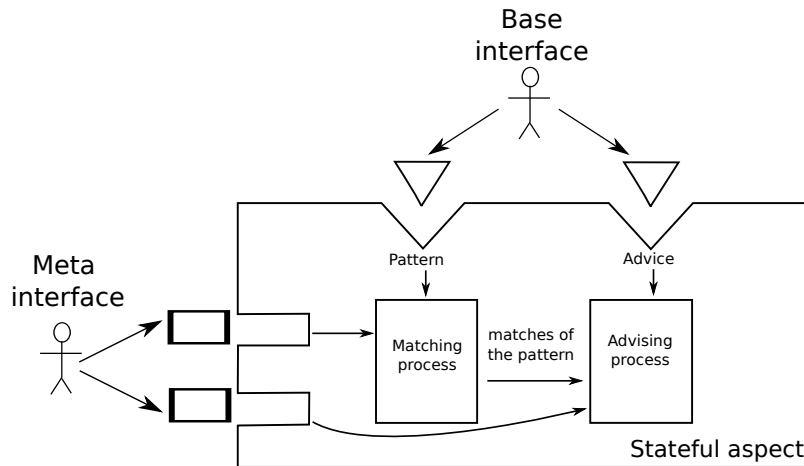 Base
interface
Meta
interface
Pattern
Advice
Matching
process
matches of
the pattern
Advising
process
Stateful aspect